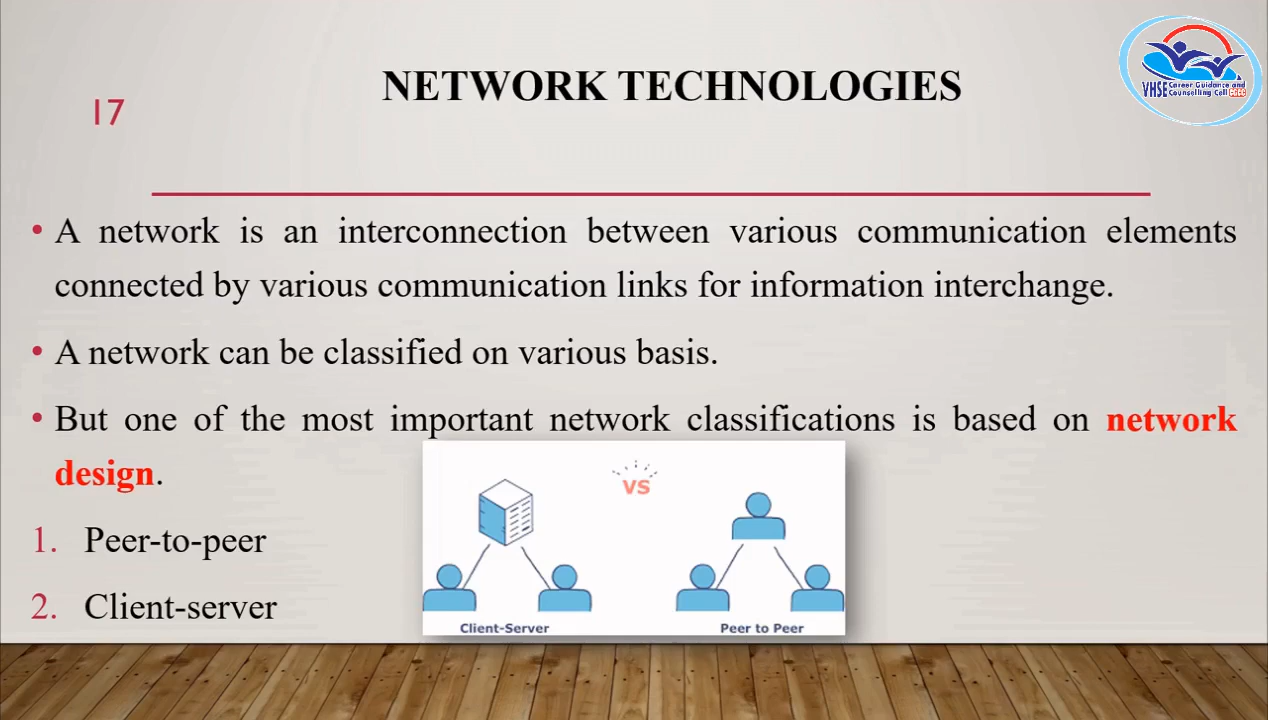 NETWORK TECHNOLOGIES
17
VHSE Career Guidance and
Counselling Cell CGCC
• A network is an interconnection between various communication elements
connected by various communication links for information interchange.
• A network can be classified on various basis.
• But one of the most important network classifications is based on network
design.
1. Peer-to-peer
2. Client-server
vs
Client-Server
Peer to Peer